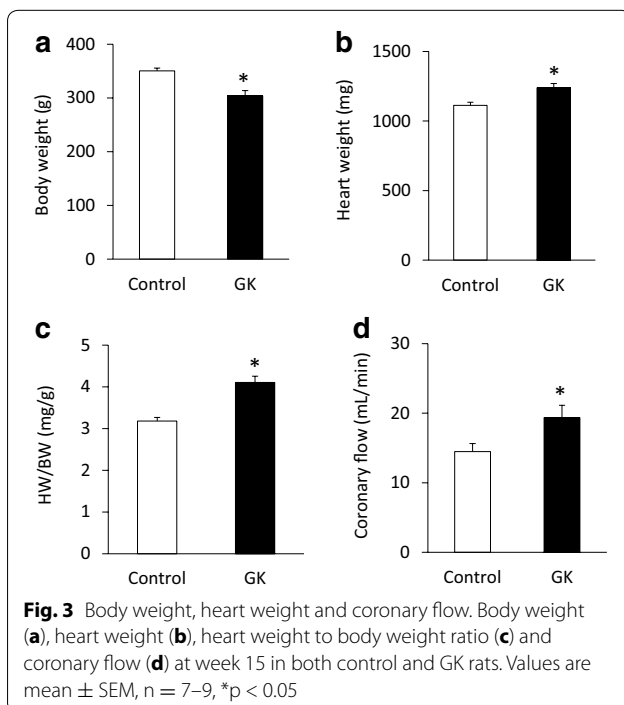 a
400
300
200
100
0
Body weight (g)
*
Control GK
b
1500
1000
500
0
Heart weight (mg)
*
Control GK
c
5
4
3
2
1
0
HW/BW (mg/g)
*
Control GK
d
30
20
10
0
Coronary flow (mL/min)
*
Control GK
Fig. 3 Body weight, heart weight and coronary flow. Body weight
(a), heart weight (b), heart weight to body weight ratio (c) and
coronary flow (d) at week 15 in both control and GK rats. Values are
mean ± SEM, n = 7–9, *p < 0.05